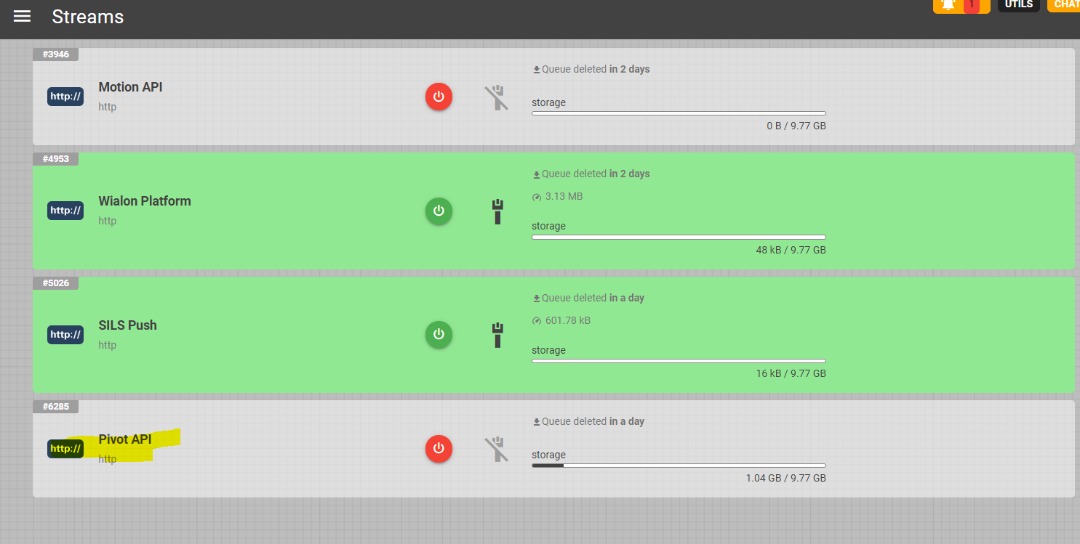 Streams
1
UTILS
CHAT
#3946
http://
Motion API
http
Queue deleted in 2 days
storage
0 B / 9.77 GB
#4953
http://
Wialon Platform
http
Queue deleted in 2 days
3.13 MB
storage
48 kB / 9.77 GB
#5026
http://
SILS Push
http
Queue deleted in a day
601.78 kB
storage
16 kB / 9.77 GB
#6285
http://
Pivot API
http
Queue deleted in a day
storage
1.04 GB / 9.77 GB